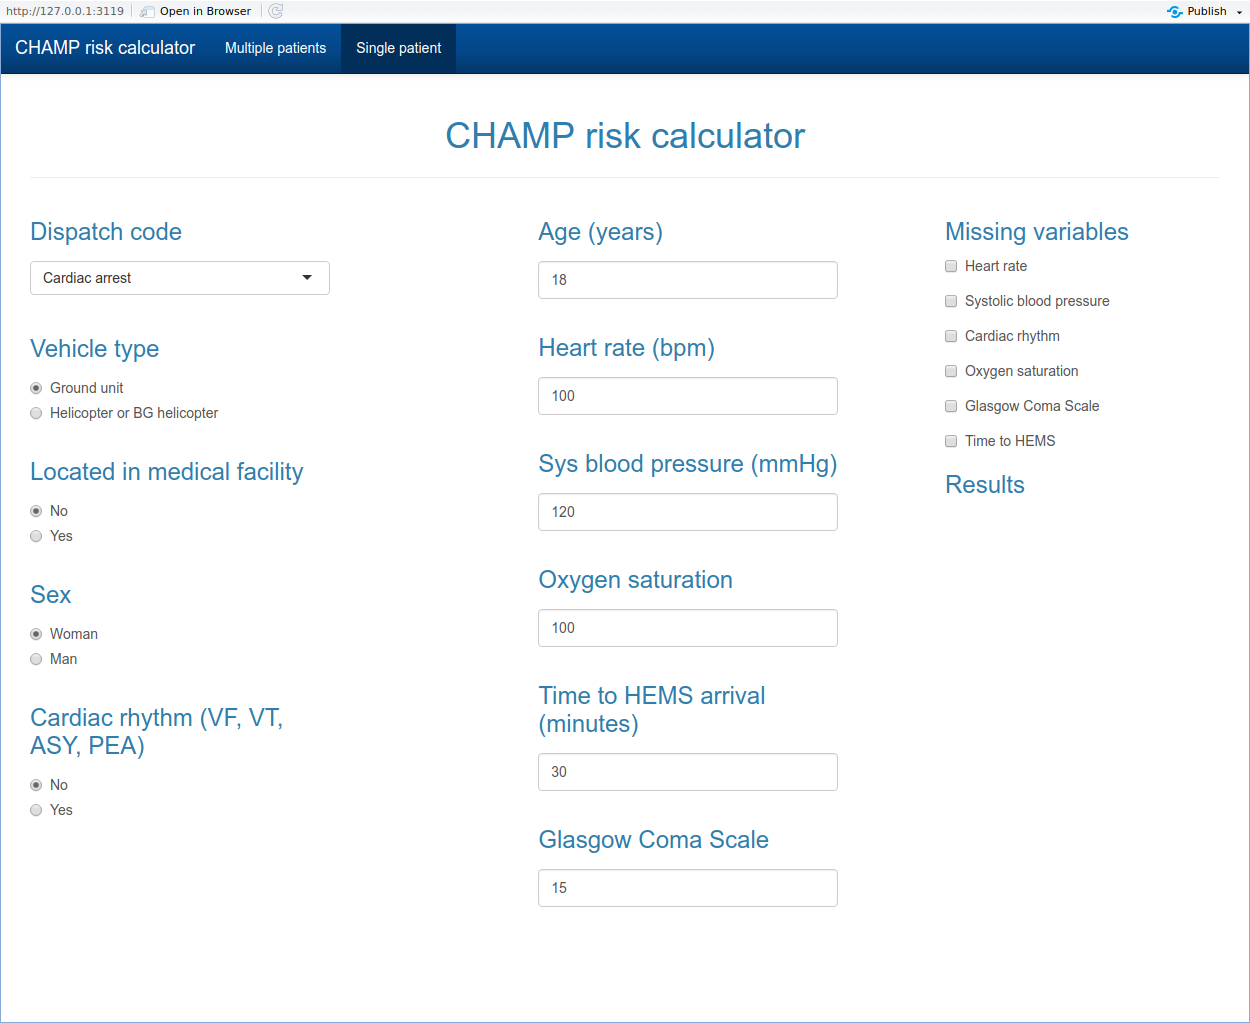 http://127.0.0.1:3119 Open in Browser Publish
CHAMP risk calculator Multiple patients Single patient
CHAMP risk calculator
Dispatch code
Cardiac arrest
Vehicle type
Ground unit
Helicopter or BG helicopter
Located in medical facility
No
Yes
Sex
Woman
Man
Cardiac rhythm (VF, VT,
ASY, PEA)
No
Yes
Age (years)
18
Heart rate (bpm)
100
Sys blood pressure (mmHg)
120
Oxygen saturation
100
Time to HEMS arrival
(minutes)
30
Glasgow Coma Scale
15
Missing variables
Heart rate
Systolic blood pressure
Cardiac rhythm
Oxygen saturation
Glasgow Coma Scale
Time to HEMS
Results